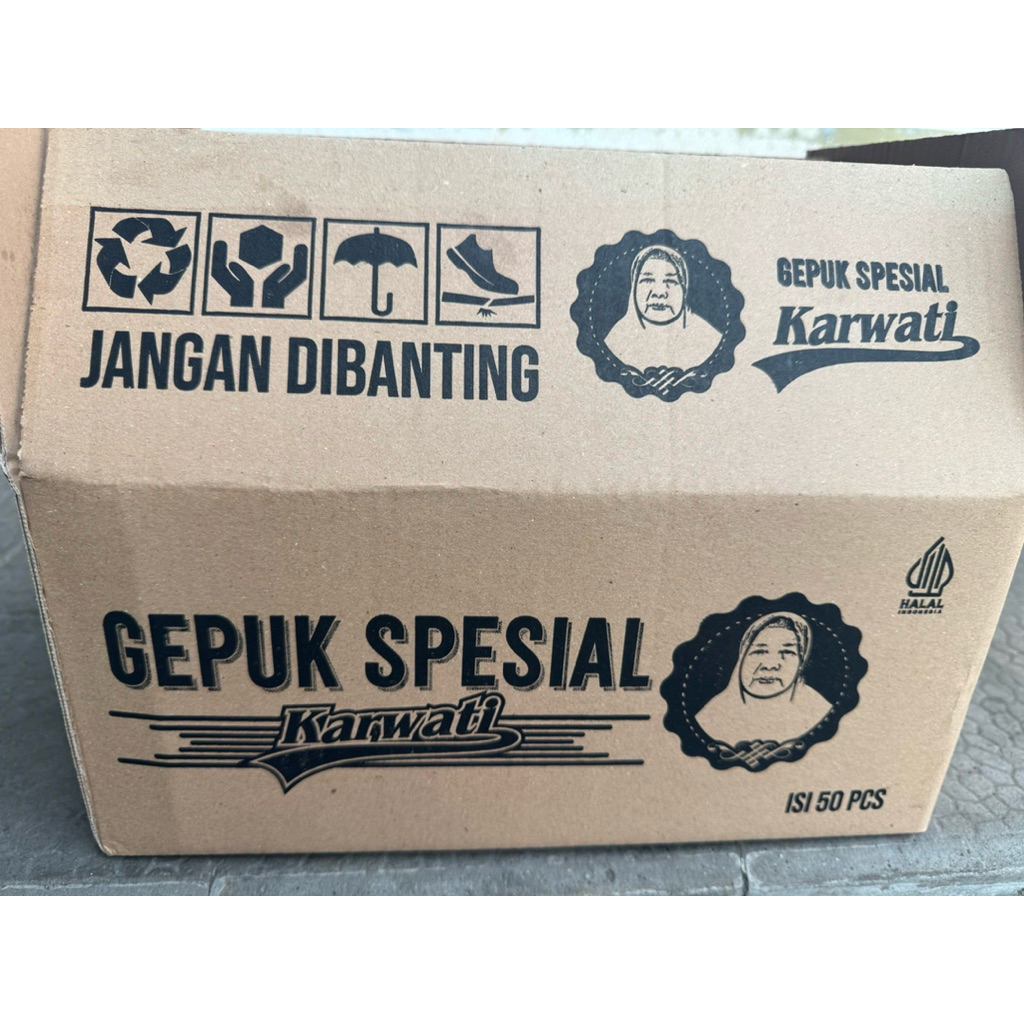 JANGAN DIBANTING
GEPUK SPESIAL
Karwati
HALAL
INDONESIA
GEPUK SPESIAL
Karwati
ISI 50 PCS